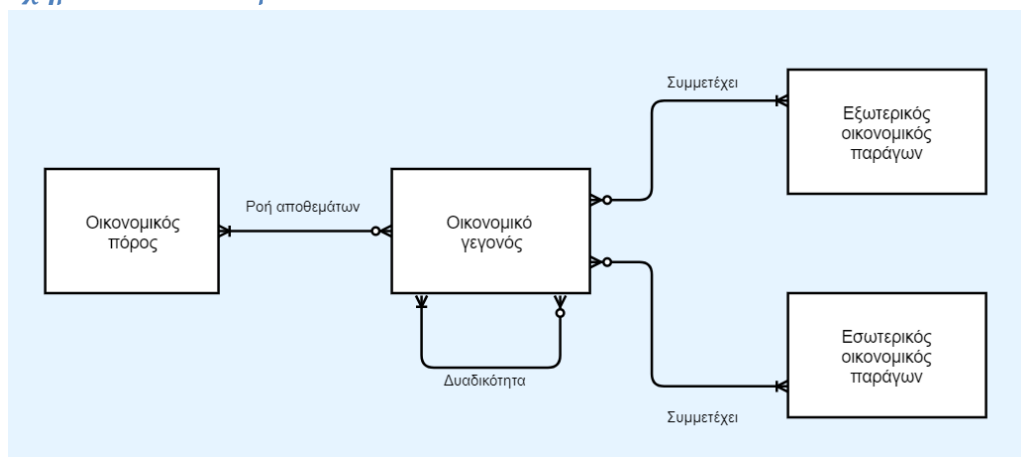 Συμμετέχει
Εξωτερικός
οικονομικός
παράγων
Οικονομικός
πόρος
Ροή αποθεμάτων
Οικονομικό
γεγονός
Δυαδικότητα
Εσωτερικός
οικονομικός
παράγων
Συμμετέχει